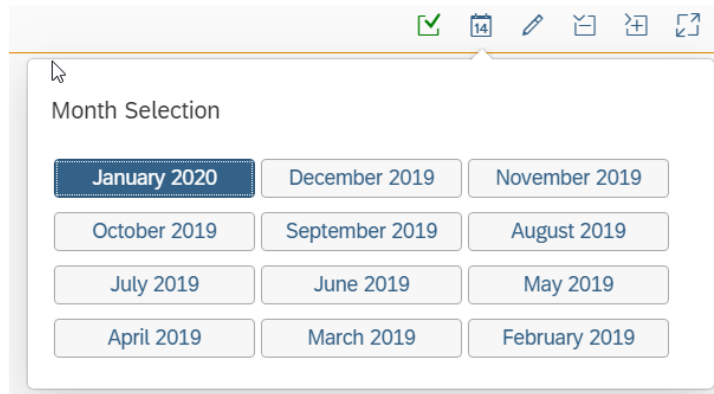 14
Month Selection
January 2020 December 2019 November 2019
October 2019 September 2019 August 2019
July 2019 June 2019 May 2019
April 2019 March 2019 February 2019